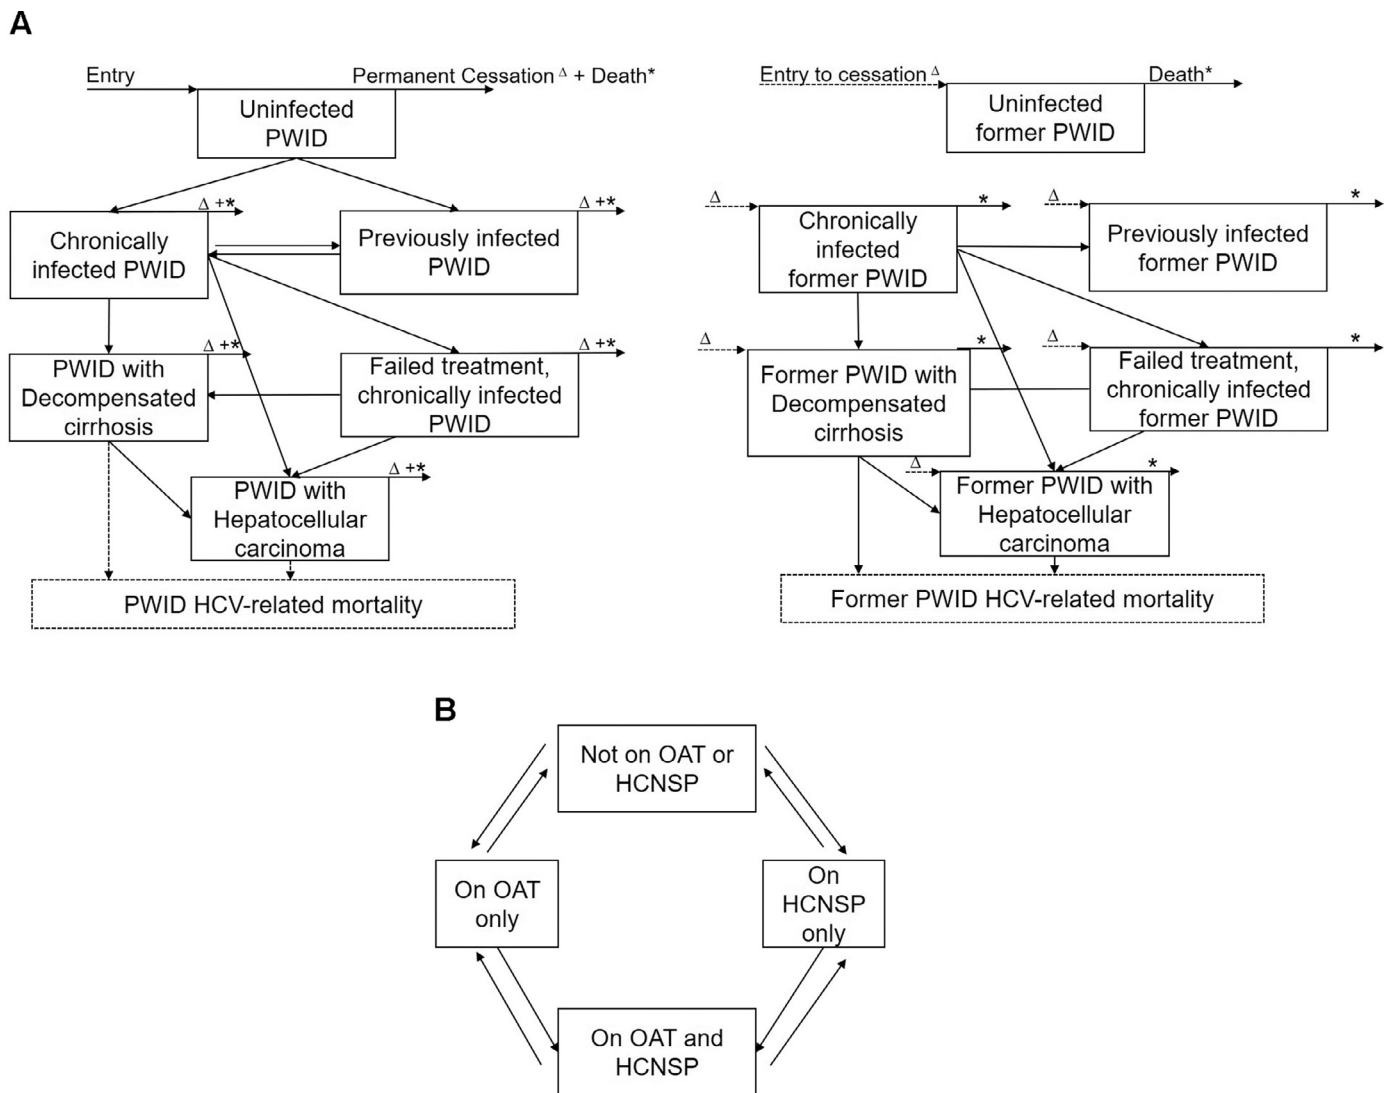 A
Entry
Permanent Cessation Δ + Death*
Uninfected
PWID
Δ +*
Δ +*
Chronically
infected PWID
Previously infected
PWID
Δ +*
Δ +*
PWID with
Decompensated
cirrhosis
Failed treatment,
chronically infected
PWID
Δ +*
PWID with
Hepatocellular
carcinoma
PWID HCV-related mortality
Entry to cessation Δ
Death*
Uninfected
former PWID
Δ
*
Δ
*
Chronically
infected
former PWID
Previously infected
former PWID
Δ
*
Δ
*
Former PWID with
Decompensated
cirrhosis
Failed treatment,
chronically infected
former PWID
Δ
*
Former PWID with
Hepatocellular
carcinoma
Former PWID HCV-related mortality
B
Not on OAT or
HCNSP
On OAT
only
On
HCNSP
only
On OAT and
HCNSP